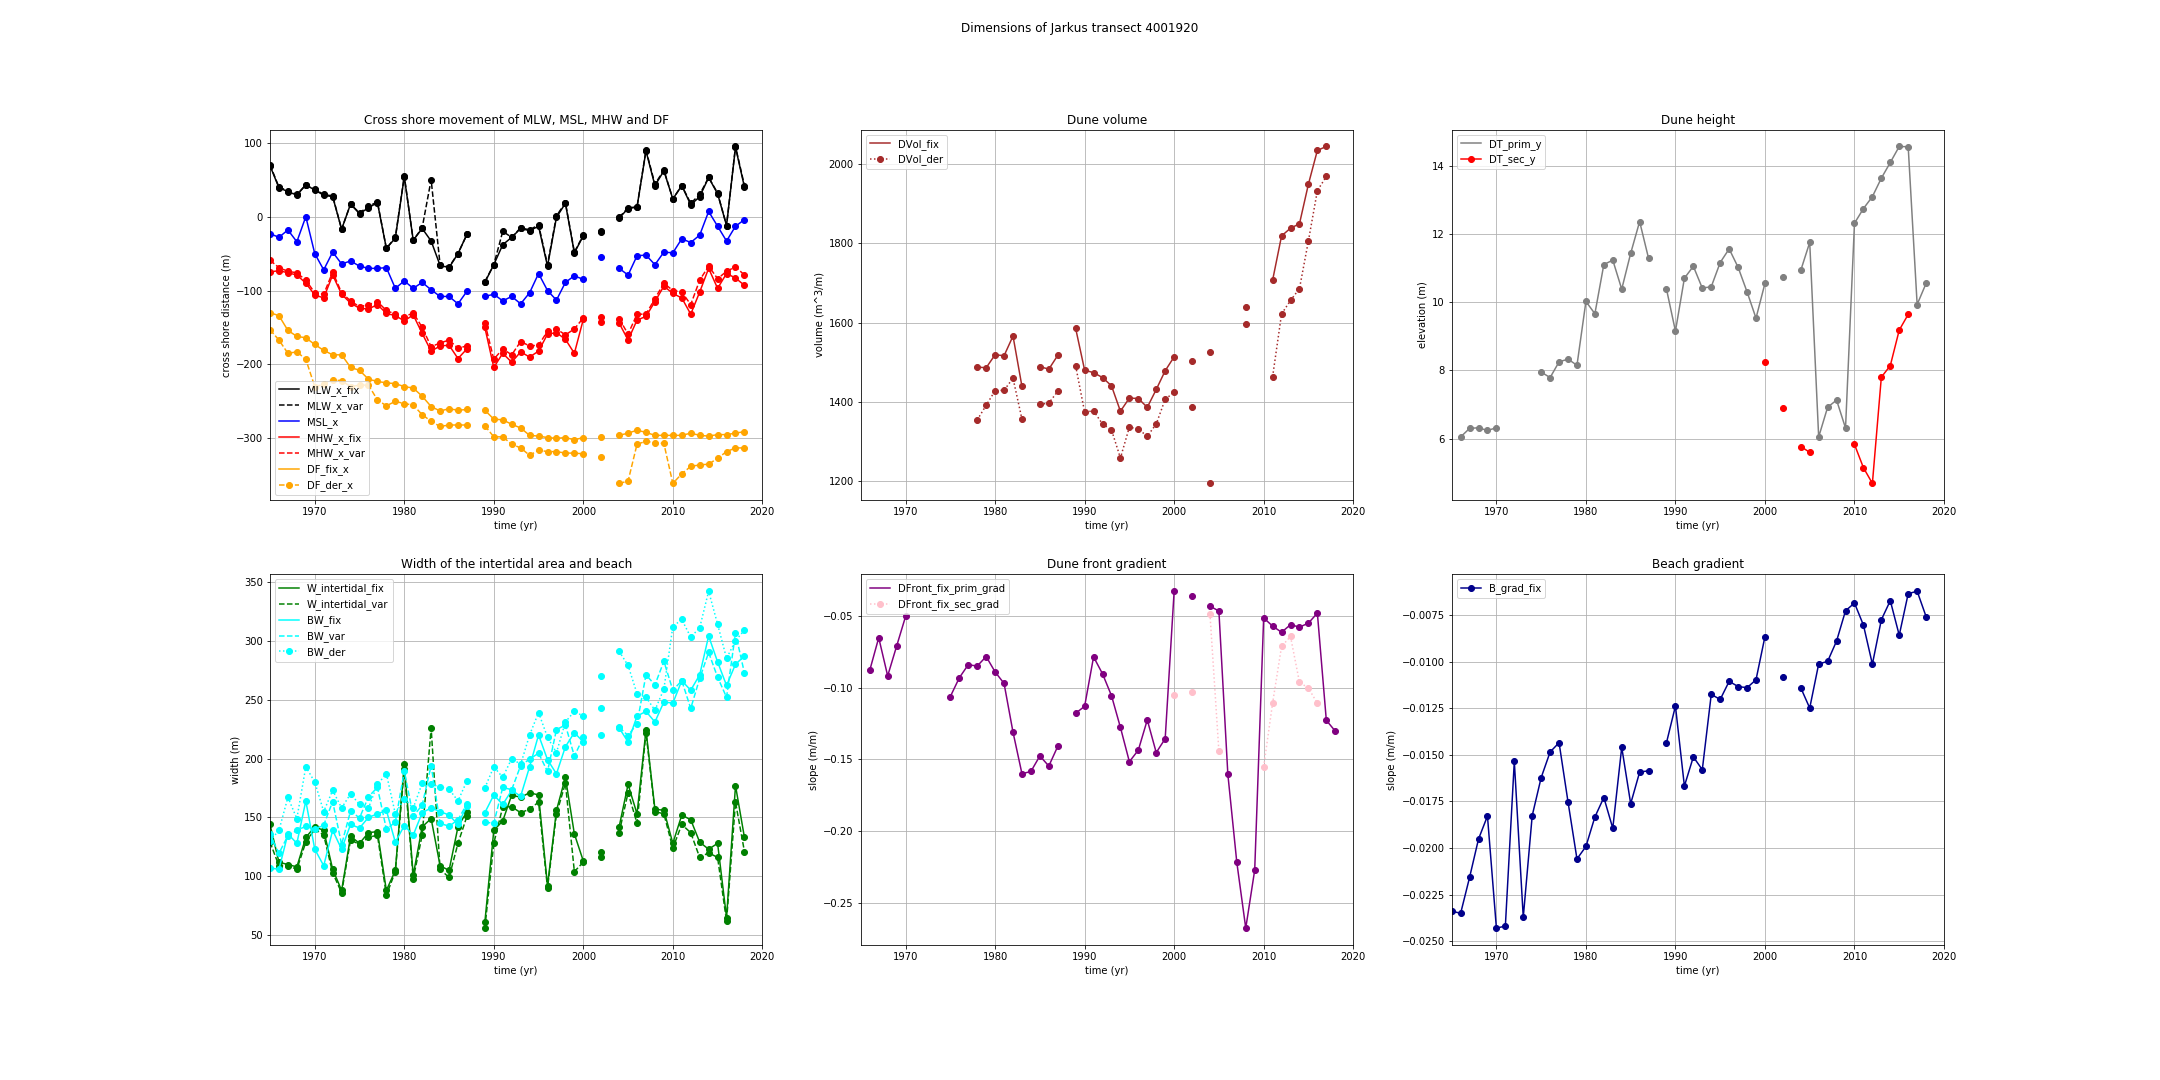 Dimensions of Jarkus transect 4001920
Cross shore movement of MLW, MSL, MHW and DF
100
0
−100
−200
−300
cross shore distance (m)
MLW_x_fix
MLW_x_var
MSL_x
MHW_x_fix
MHW_x_var
DF_fix_x
DF_der_x
1970 1980 1990 2000 2010 2020
time (yr)
Dune volume
2000
1800
1600
1400
1200
volume (m^3/m)
DVol_fix
DVol_der
1970 1980 1990 2000 2010 2020
time (yr)
Dune height
14
12
10
8
6
elevation (m)
DT_prim_y
DT_sec_y
1970 1980 1990 2000 2010 2020
time (yr)
Width of the intertidal area and beach
350
300
250
200
150
100
50
width (m)
W_intertidal_fix
W_intertidal_var
BW_fix
BW_var
BW_der
1970 1980 1990 2000 2010 2020
time (yr)
Dune front gradient
−0.05
−0.10
−0.15
−0.20
−0.25
slope (m/m)
DFront_fix_prim_grad
DFront_fix_sec_grad
1970 1980 1990 2000 2010 2020
time (yr)
Beach gradient
−0.0075
−0.0100
−0.0125
−0.0150
−0.0175
−0.0200
−0.0225
−0.0250
slope (m/m)
B_grad_fix
1970 1980 1990 2000 2010 2020
time (yr)